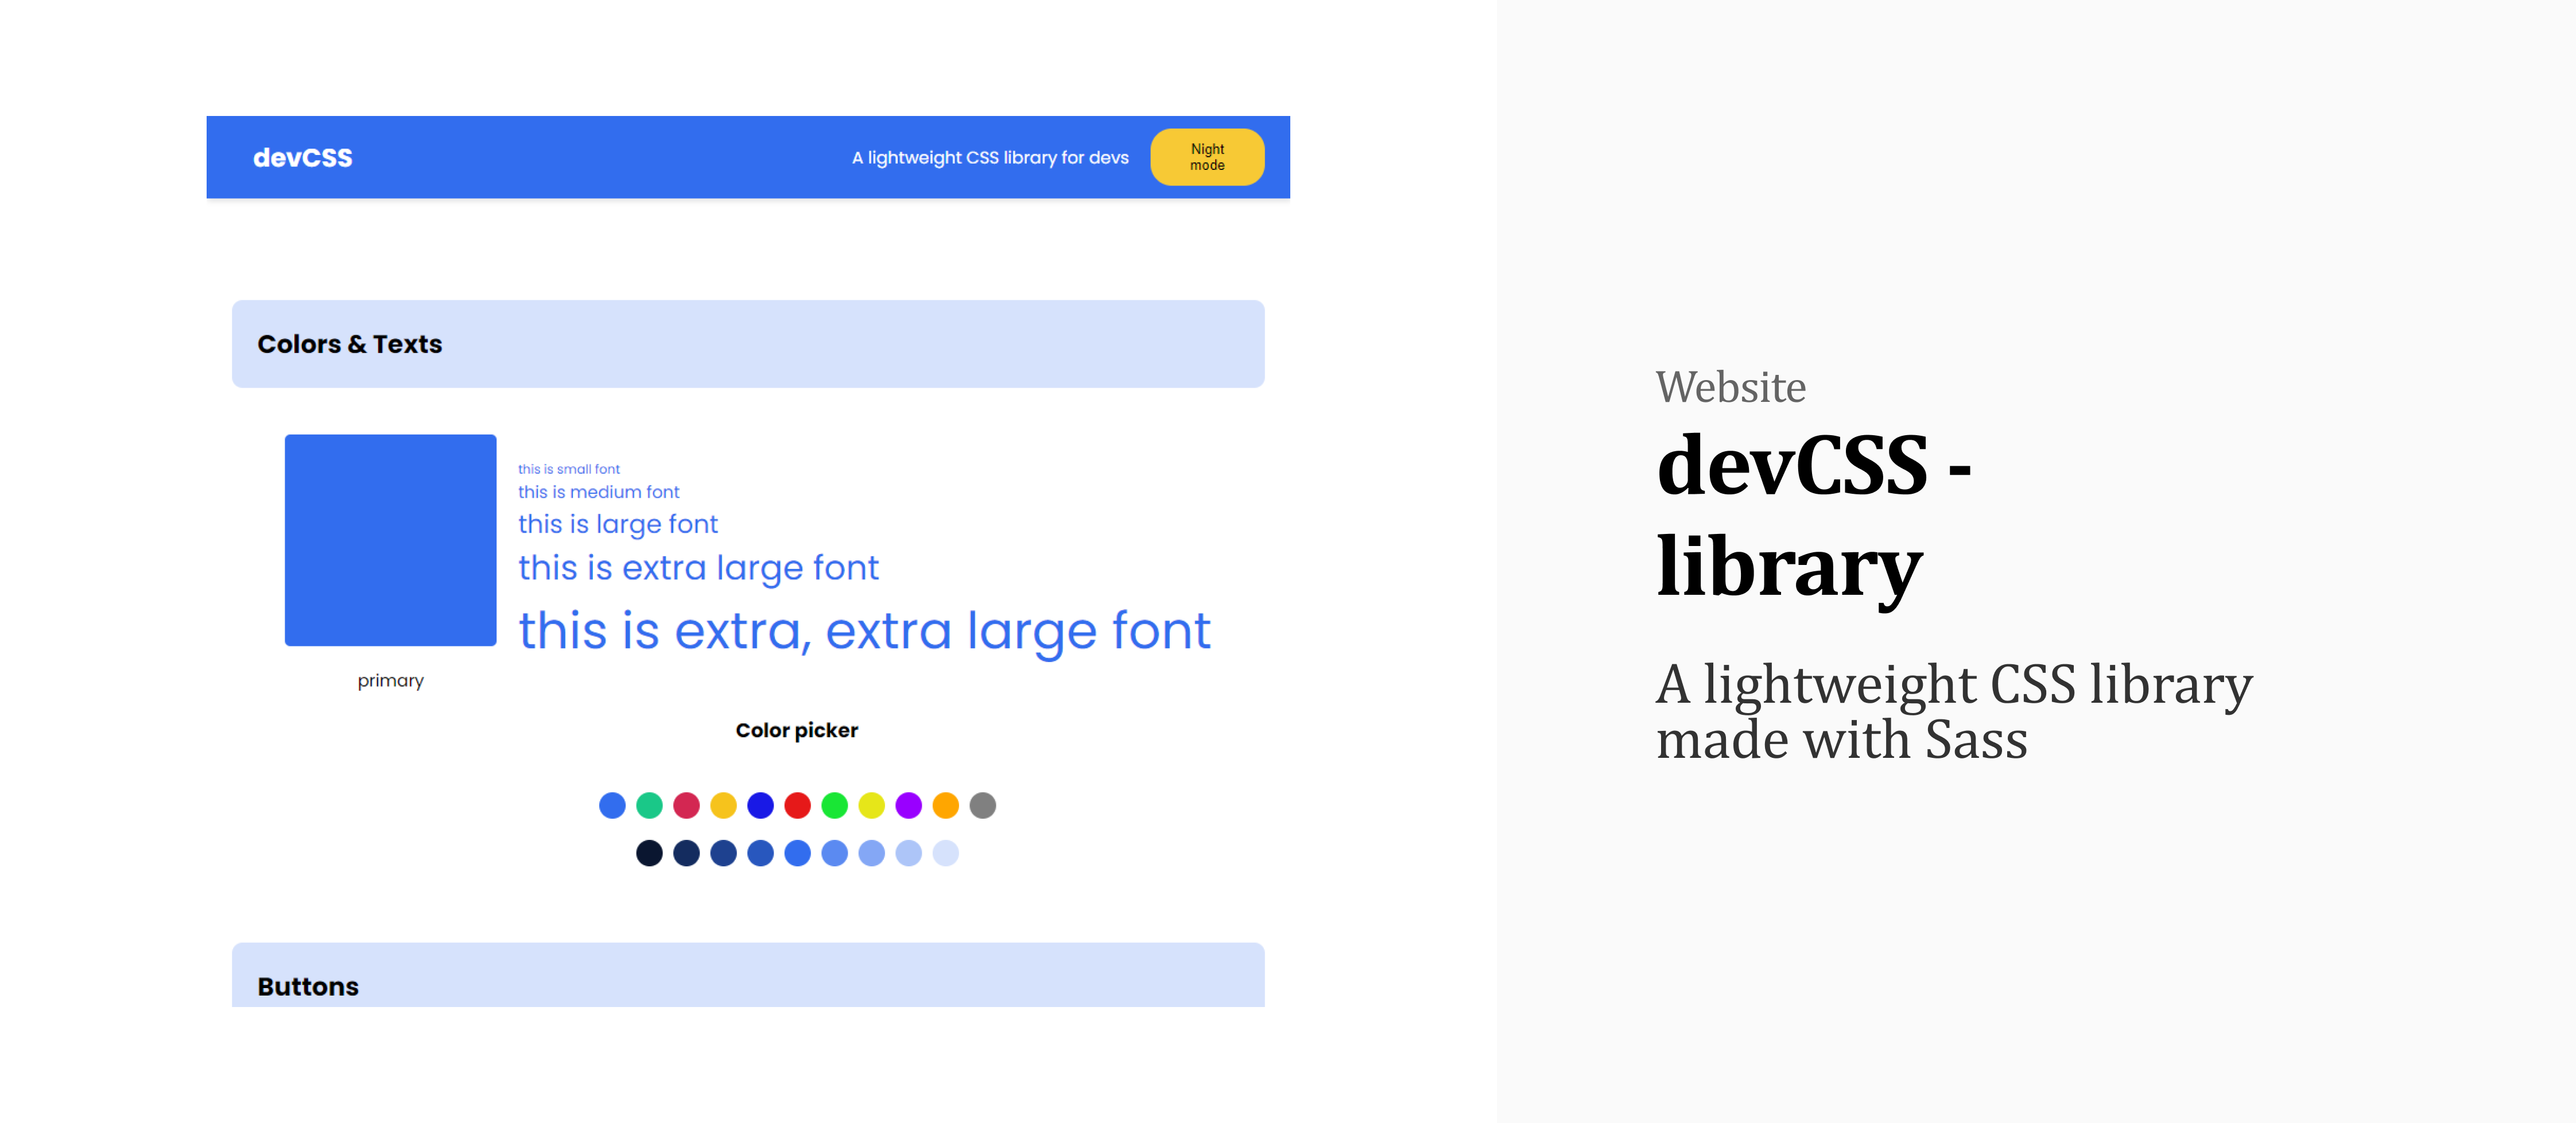 devCSS
A lightweight CSS library for devs
Night
mode
Colors & Texts
this is small font
this is medium font
this is large font
this is extra large font
this is extra, extra large font
primary
Color picker
Buttons
Website
devCSS -
library
A lightweight CSS library
made with Sass